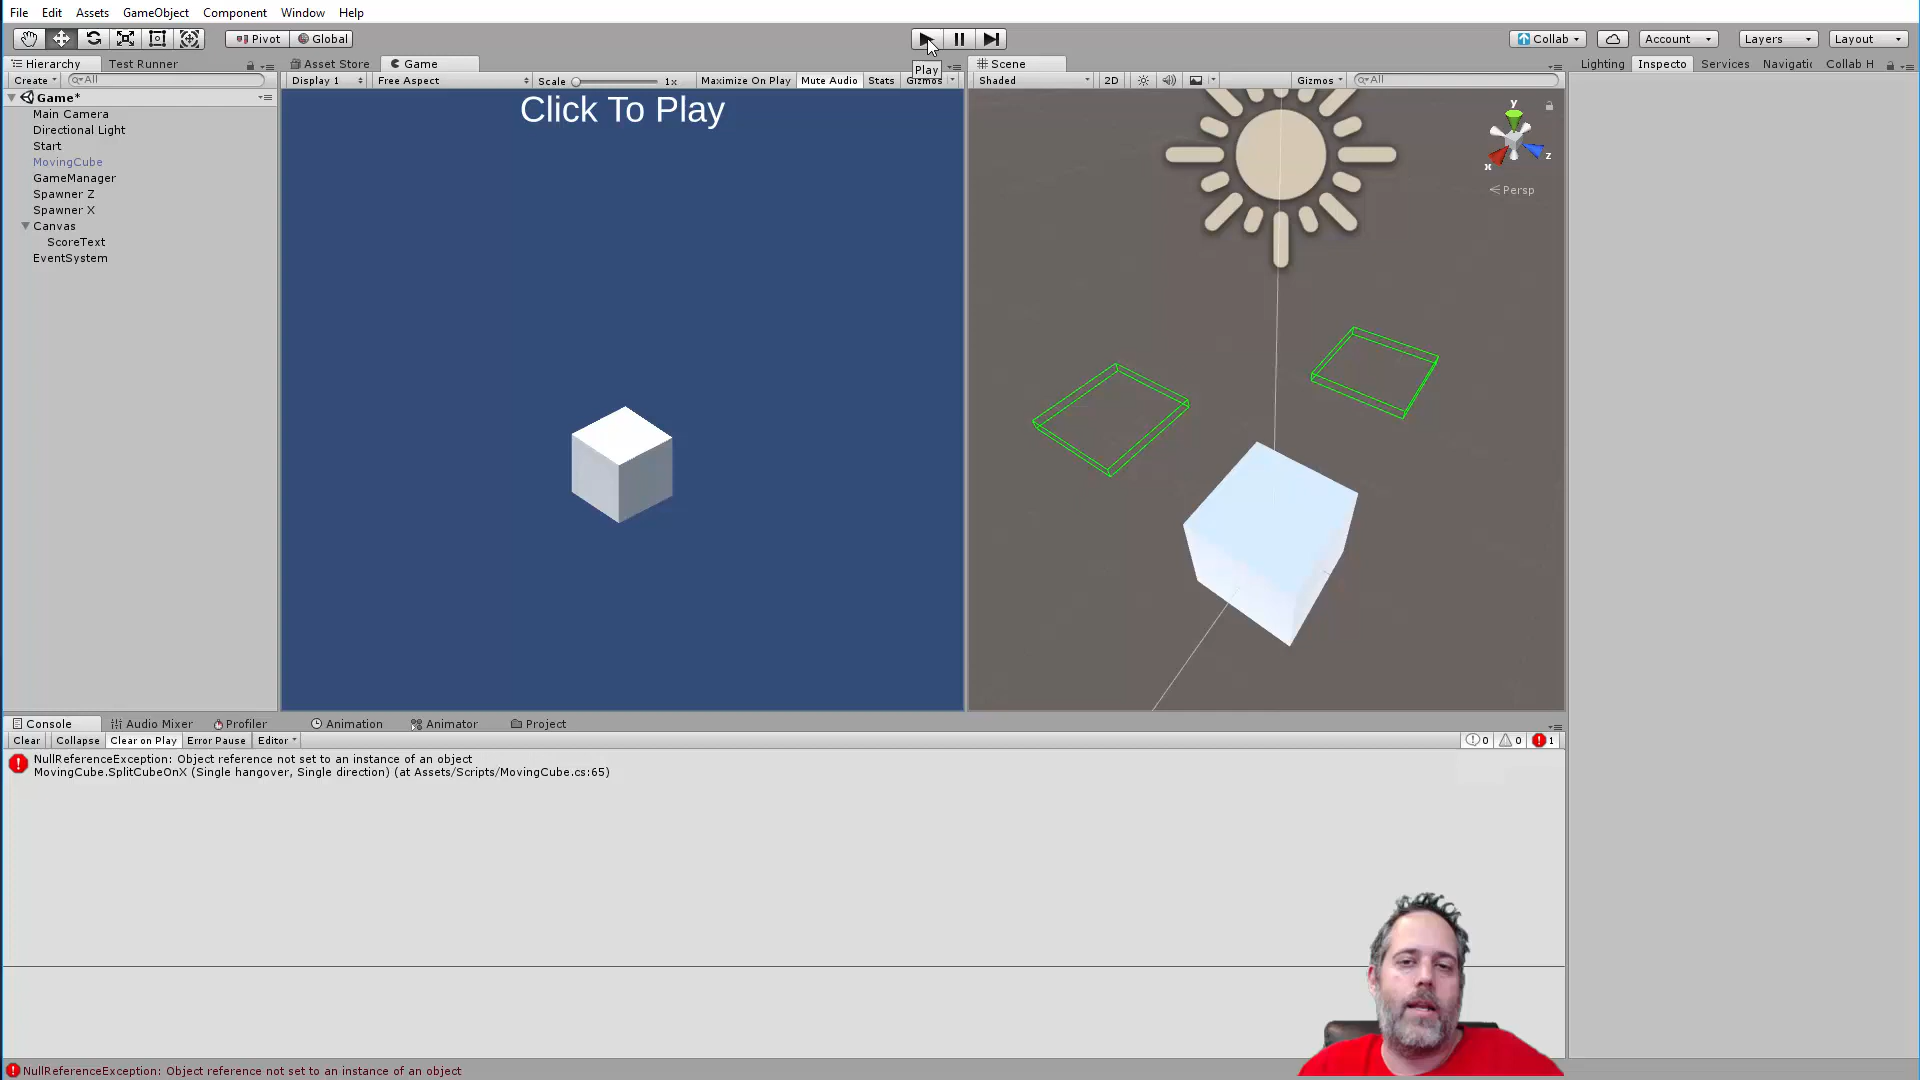 File Edit Assets GameObject Component Window Help
Pivot Global
Collab Account Layers Layout
Hierarchy Test Runner
Asset Store Game
Play
Scene
Lighting Inspecto Services Navigatic Collab H
Create All
Display 1 Free Aspect Scale 1x Maximize On Play Mute Audio Stats Gizmos
Shaded 2D Gizmos All
Game*
Main Camera
Directional Light
Start
MovingCube
GameManager
Spawner Z
Spawner X
Canvas
ScoreText
EventSystem
Click To Play
y
x
z
Persp
Console Audio Mixer Profiler Animation Animator Project
Clear Collapse Clear on Play Error Pause Editor 0 0 1
NullReferenceException: Object reference not set to an instance of an object
MovingCube.SplitCubeOnX (Single hangover, Single direction) (at Assets/Scripts/MovingCube.cs:65)
NullReferenceException: Object reference not set to an instance of an object